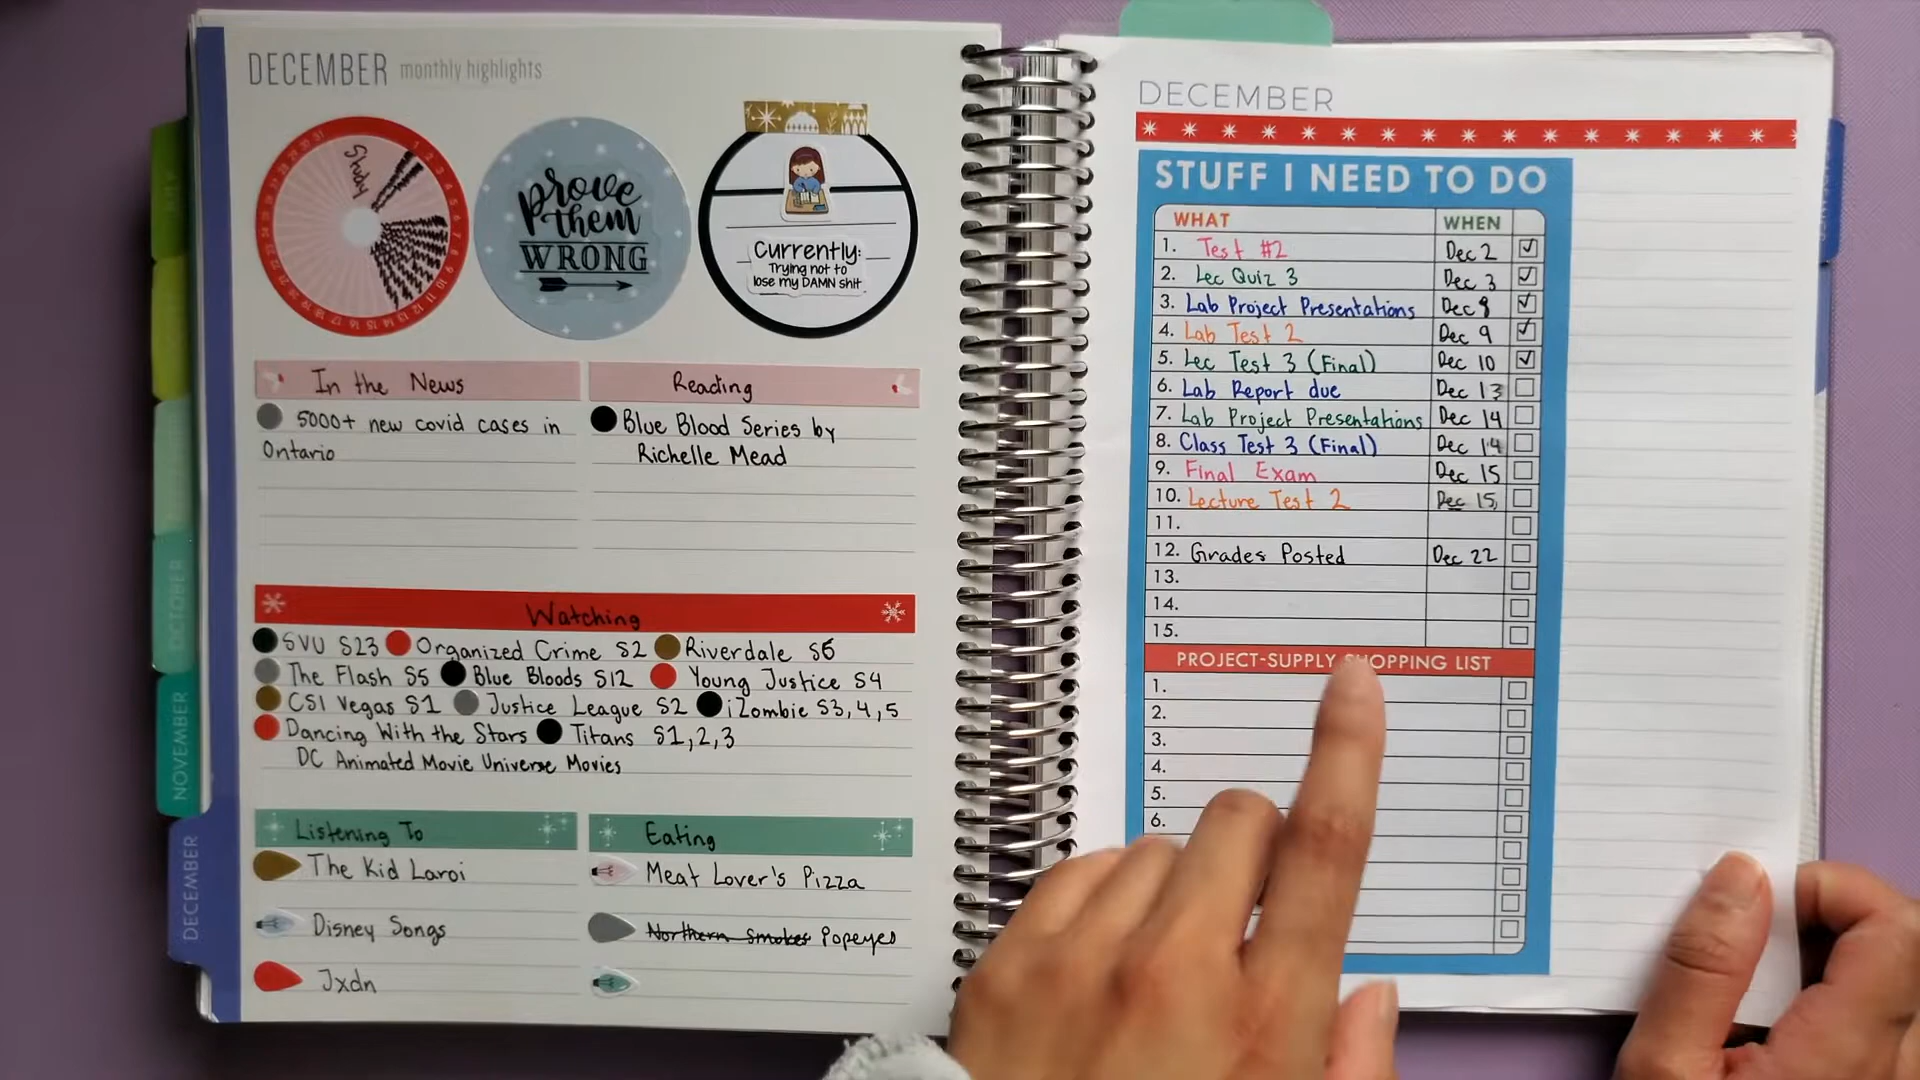 DECEMBER monthly highlights
Study
prove
them
WRONG
Currently:
Trying not to
lose my DAMN shit
In the News
5000+ new covid cases in
Ontario
Reading
Blue Blood Series by
Richelle Mead
Watching
SVU S23 Organized Crime S2 Riverdale S6
The Flash S5 Blue Bloods S12 Young Justice S4
CSI Vegas S1 Justice League S2 iZombie S3,4,5
Dancing With the Stars Titans S1,2,3
DC Animated Movie Universe Movies
Listening To
The Kid Laroi
Disney Songs
Jxdn
Eating
Meat Lover's Pizza
Northern Smokes Popeyes
OCTOBER
NOVEMBER
DECEMBER
DECEMBER
STUFF I NEED TO DO
WHAT WHEN
1. Test #2 Dec 2
2. Lec Quiz 3 Dec 3
3. Lab Project Presentations Dec 8
4. Lab Test 2 Dec 9
5. Lec Test 3 (Final) Dec 10
6. Lab Report due Dec 13
7. Lab Project Presentations Dec 14
8. Class Test 3 (Final) Dec 14
9. Final Exam Dec 15
10. Lecture Test 2 Dec 15
11.
12. Grades Posted Dec 22
13.
14.
15.
PROJECT-SUPPLY SHOPPING LIST
1.
2.
3.
4.
5.
6.